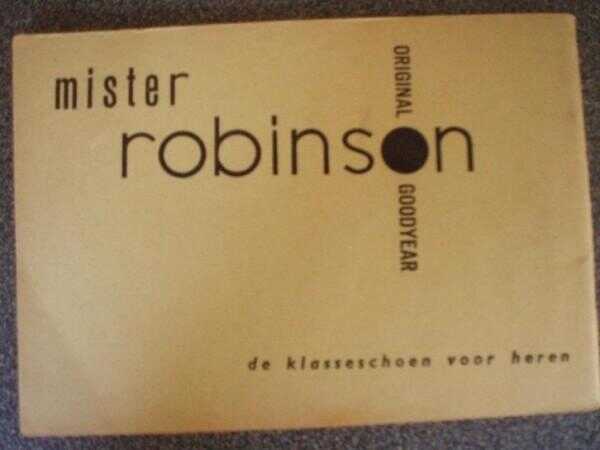 mister
robinson
ORIGINAL
GOODYEAR
de klasseschoen voor heren